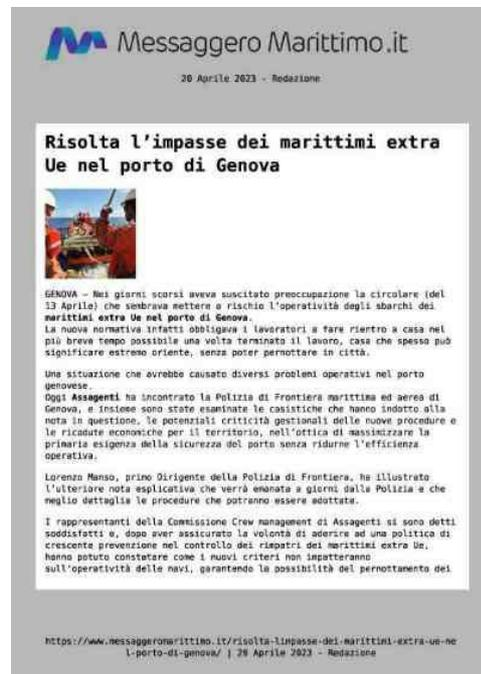 Messaggero Marittimo.it
20 Aprile 2023 - Redazione
Risolta l'impasse dei marittimi extra
Ue nel porto di Genova
GENOVA – Nei giorni scorsi aveva suscitato preoccupazione la circolare (del
13 Aprile) che sembrava mettere a rischio l'operatività degli sbarchi dei
marittimi extra Ue nel porto di Genova.
La nuova normativa infatti obbligava i lavoratori a fare rientro a casa nel
più breve tempo possibile una volta terminato il lavoro, casa che spesso può
significare estremo oriente, senza poter pernottare in città.
Una situazione che avrebbe causato diversi problemi operativi nel porto
genovese.
Oggi Assagenti ha incontrato la Polizia di Frontiera marittima ed aerea di
Genova, e insieme sono state esaminate le casistiche che hanno indotto alla
nota in questione, le potenziali criticità gestionali delle nuove procedure e
le ricadute economiche per il territorio, nell'ottica di massimizzare la
primaria esigenza della sicurezza del porto senza ridurne l'efficienza
operativa.
Lorenzo Manso, primo Dirigente della Polizia di Frontiera, ha illustrato
l'ulteriore nota esplicativa che verrà emanata a giorni dalla Polizia e che
meglio dettaglia le procedure che potranno essere adottate.
I rappresentanti della Commissione Crew management di Assagenti si sono detti
soddisfatti e, dopo aver assicurato la volontà di aderire ad una politica di
crescente prevenzione nel controllo dei rimpatri dei marittimi extra Ue,
hanno potuto constatare come i nuovi criteri non impatteranno
sull'operatività delle navi, garantendo la possibilità del pernottamento dei
https://www.messaggeromarittimo.it/risolta-limpasse-dei-marittimi-extra-ue-ne
l-porto-di-genova/ | 20 Aprile 2023 - Redazione